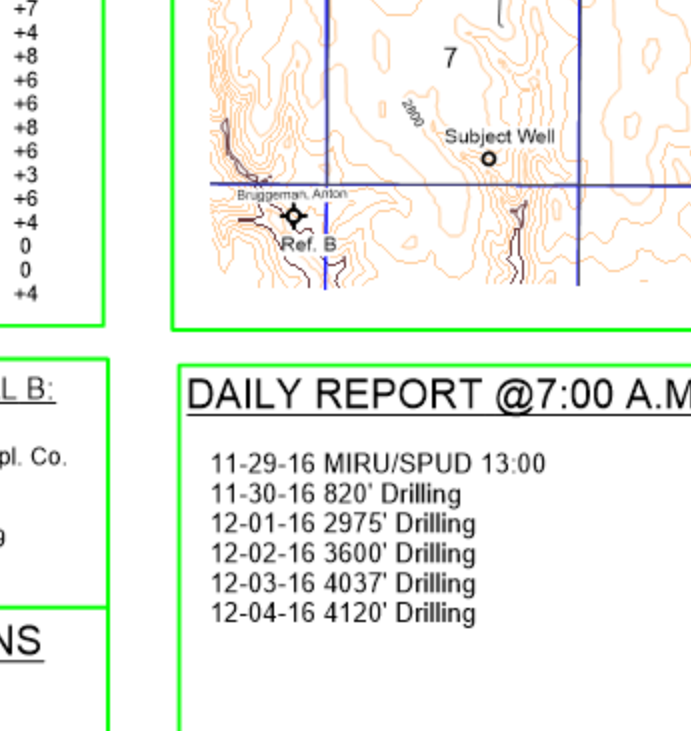 +7
+4
+8
+6
+6
+8
+6
+3
+6
+4
0
0
+4
7
2800
Subject Well
Bruggeman, Anton
Ref. B
L B:
pl. Co.
9
NS
DAILY REPORT @7:00 A.M
11-29-16 MIRU/SPUD 13:00
11-30-16 820' Drilling
12-01-16 2975' Drilling
12-02-16 3600' Drilling
12-03-16 4037' Drilling
12-04-16 4120' Drilling